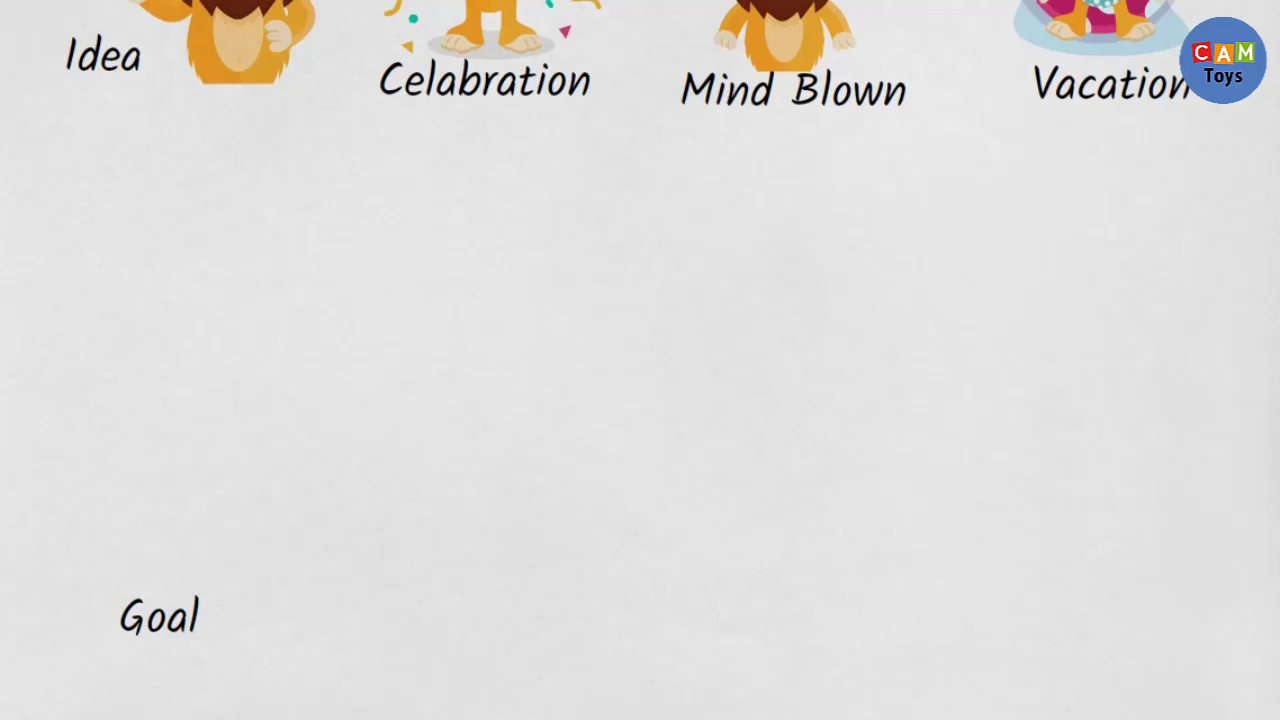 Idea
Celabration
Mind Blown
Vacation
CAM
Toys
Goal